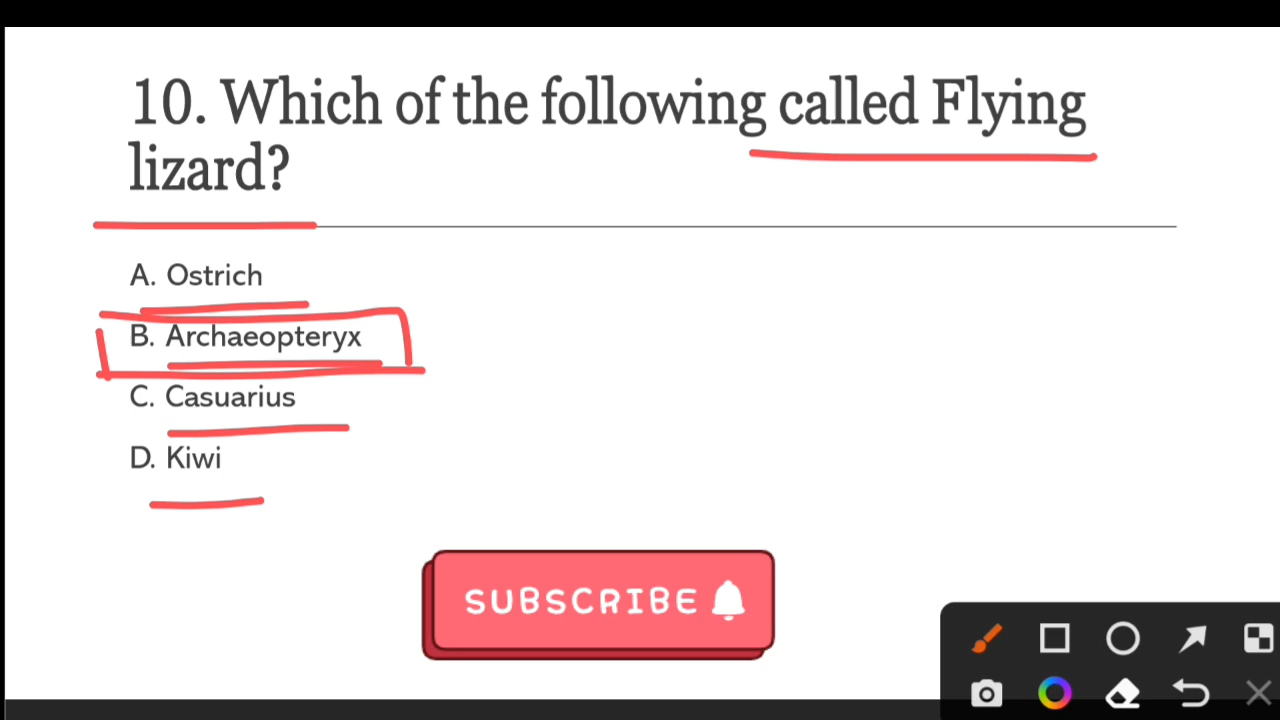 10. Which of the following called Flying
lizard?
A. Ostrich
B. Archaeopteryx
C. Casuarius
D. Kiwi
SUBSCRIBE